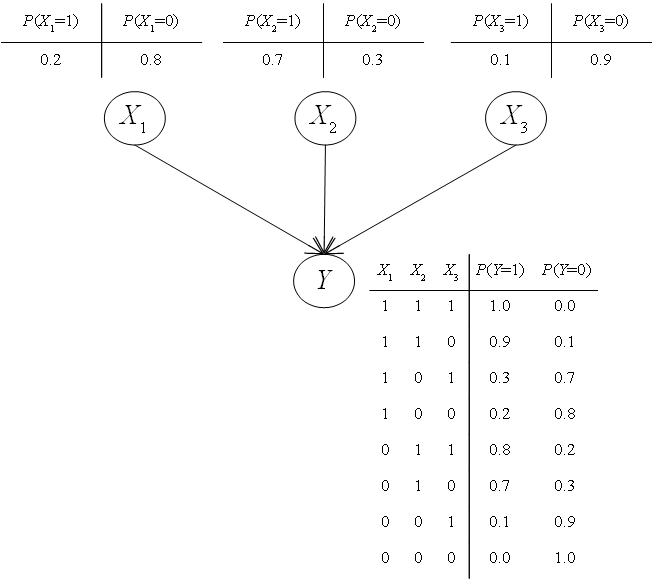 P(X1=1) P(X1=0) P(X2=1) P(X2=0) P(X3=1) P(X3=0)
0.2 0.8 0.7 0.3 0.1 0.9
X1 X2 X3
Y
X1 X2 X3 P(Y=1) P(Y=0)
1 1 1 1.0 0.0
1 1 0 0.9 0.1
1 0 1 0.3 0.7
1 0 0 0.2 0.8
0 1 1 0.8 0.2
0 1 0 0.7 0.3
0 0 1 0.1 0.9
0 0 0 0.0 1.0